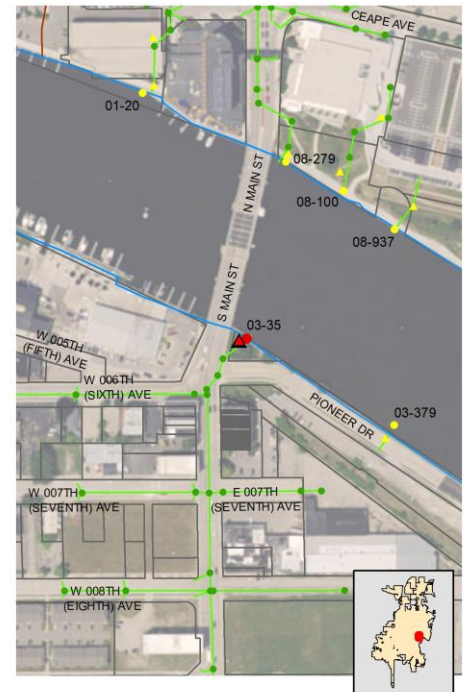 CEAPE AVE
01-20
N MAIN ST
08-279
08-100
08-937
S MAIN ST
03-35
W 005TH
(FIFTH) AVE
W 006TH
(SIXTH) AVE
PIONEER DR
03-379
W 007TH
(SEVENTH) AVE
E 007TH
(SEVENTH) AVE
W 008TH
(EIGHTH) AVE